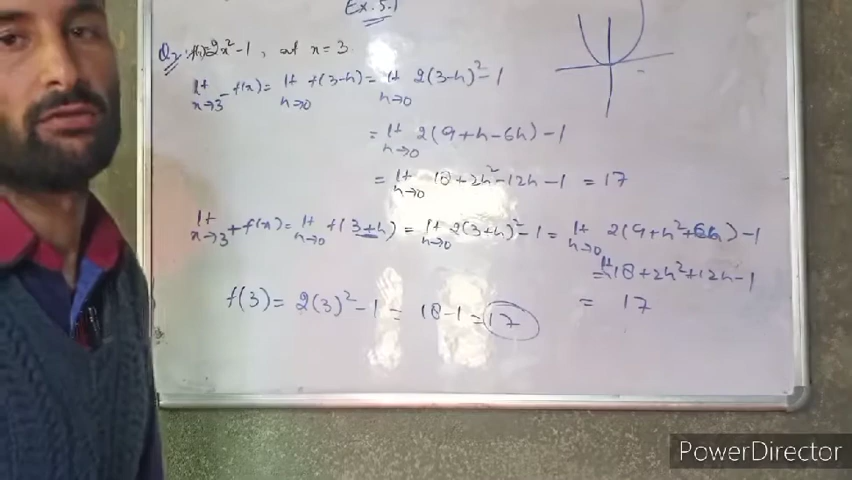 Ex. 5.1
Q2 f(x)=2x²-1, at x=3.
lt x→3⁻ f(x) = lt h→0 f(3-h) = lt h→0 2(3-h)²-1
= lt h→0 2(9+h-6h)-1
= lt h→0 18+2h²-12h-1 = 17
lt x→3⁺ f(x) = lt h→0 f(3+h) = lt h→0 2(3+h)²-1 = lt h→0 2(9+h²+6h)-1
= lt 18+2h²+12h-1
f(3) = 2(3)²-1 = 18-1 = 17
= 17
PowerDirector